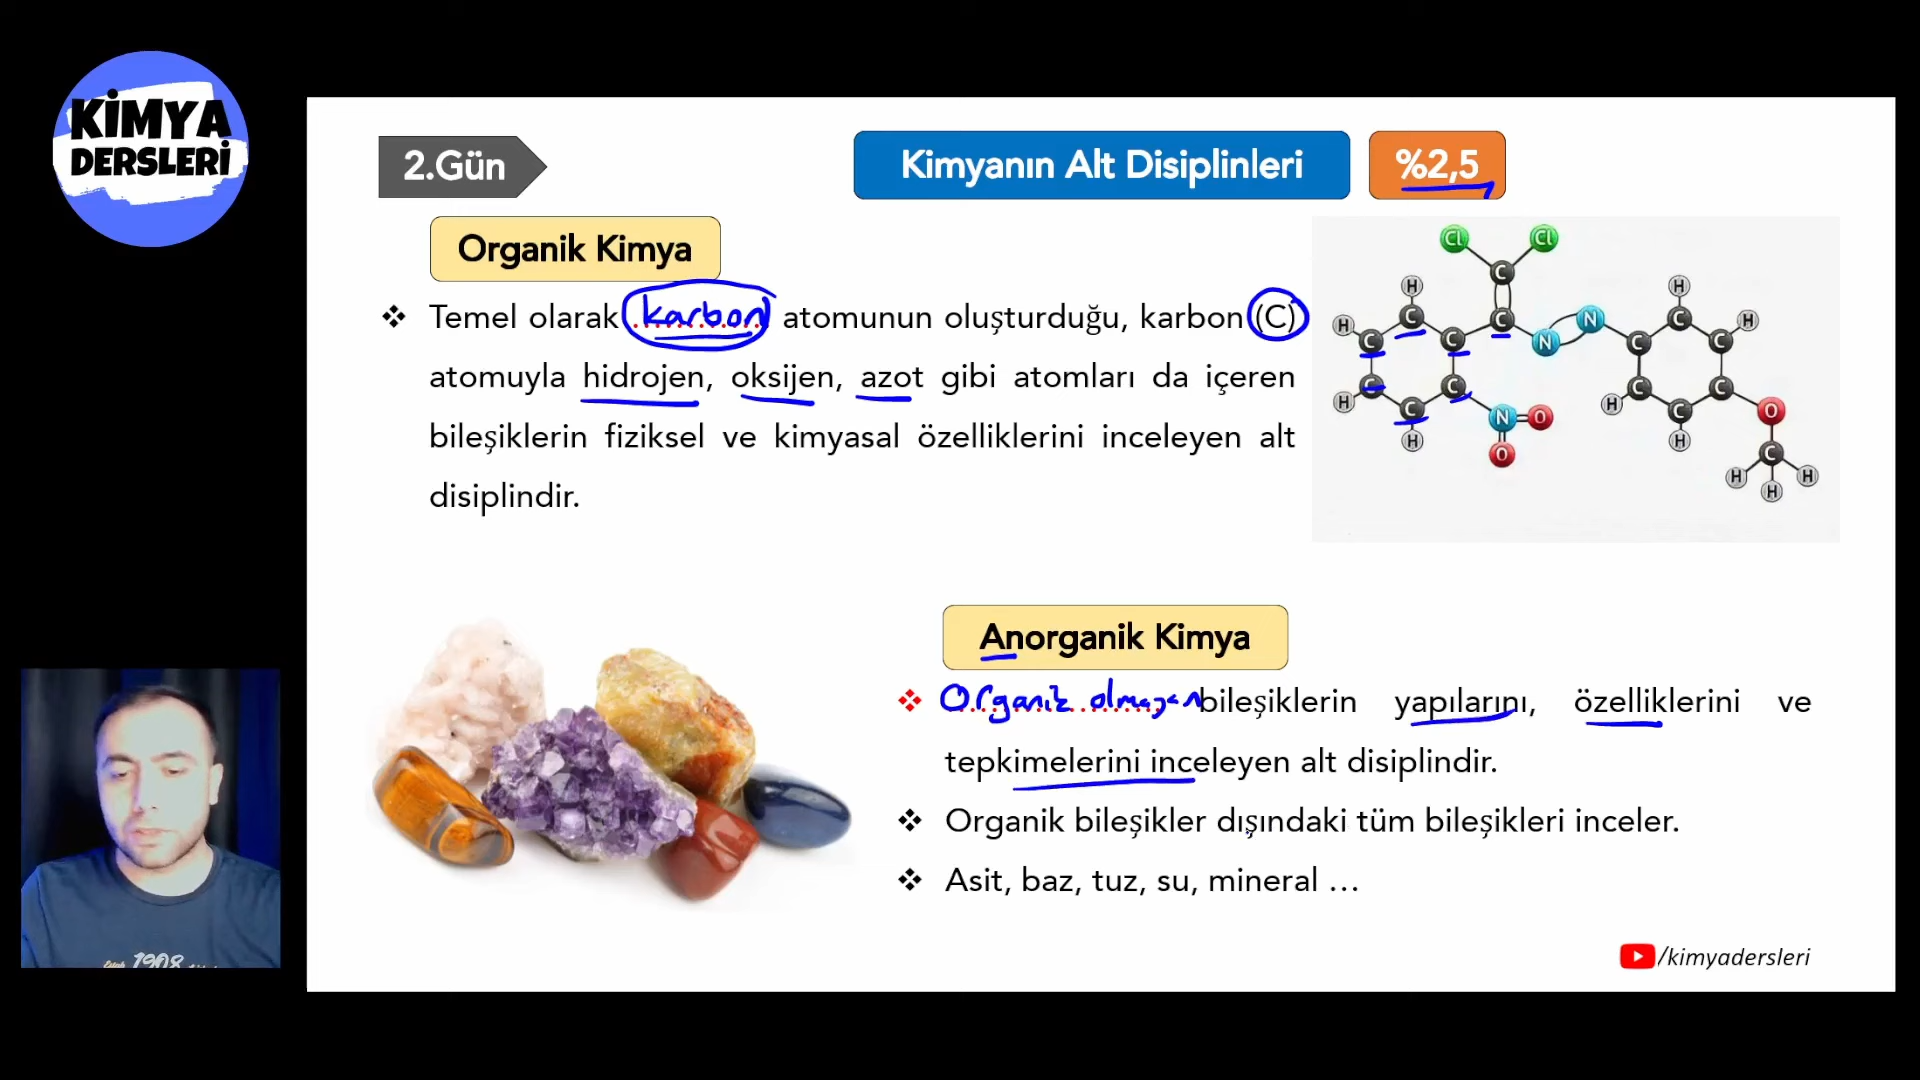 KİMYA
DERSLERİ
2.Gün
Kimyanın Alt Disiplinleri
%2,5
Organik Kimya
❖ Temel olarak karbon atomunun oluşturduğu, karbon (C)
atomuyla hidrojen, oksijen, azot gibi atomları da içeren
bileşiklerin fiziksel ve kimyasal özelliklerini inceleyen alt
disiplindir.
Cl Cl
C
H H
H C C N C H
C C N C C
C C C C
H C N O H C O
H O H C
H H
H
Anorganik Kimya
❖ Organik olmayan bileşiklerin yapılarını, özelliklerini ve
tepkimelerini inceleyen alt disiplindir.
❖ Organik bileşikler dışındaki tüm bileşikleri inceler.
❖ Asit, baz, tuz, su, mineral ...
1908
/kimyadersleri